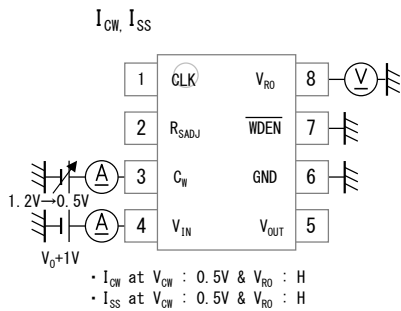 I_CW, I_SS
1 CLK V_RO 8 V
2 R_SADJ WDEN 7
A 3 C_W GND 6
1.2V→0.5V
A 4 V_IN V_OUT 5
V_0+1V
・I_CW at V_CW : 0.5V & V_RO : H
・I_SS at V_CW : 0.5V & V_RO : H